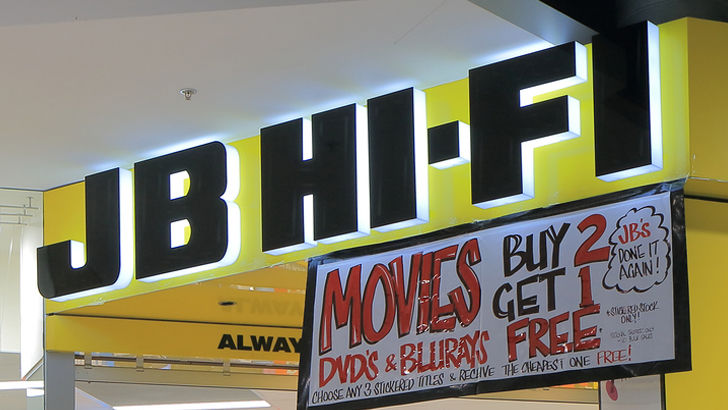 JB HI-FI
MOVIES
DVD'S & BLURAYS
BUY 2
GET 1
FREE
JB'S
DONE IT
AGAIN!
STICKERED STOCK
ONLY!
CHOOSE ANY 3 STICKERED TITLES & RECIEVE THE CHEAPEST ONE FREE!
ALWAY